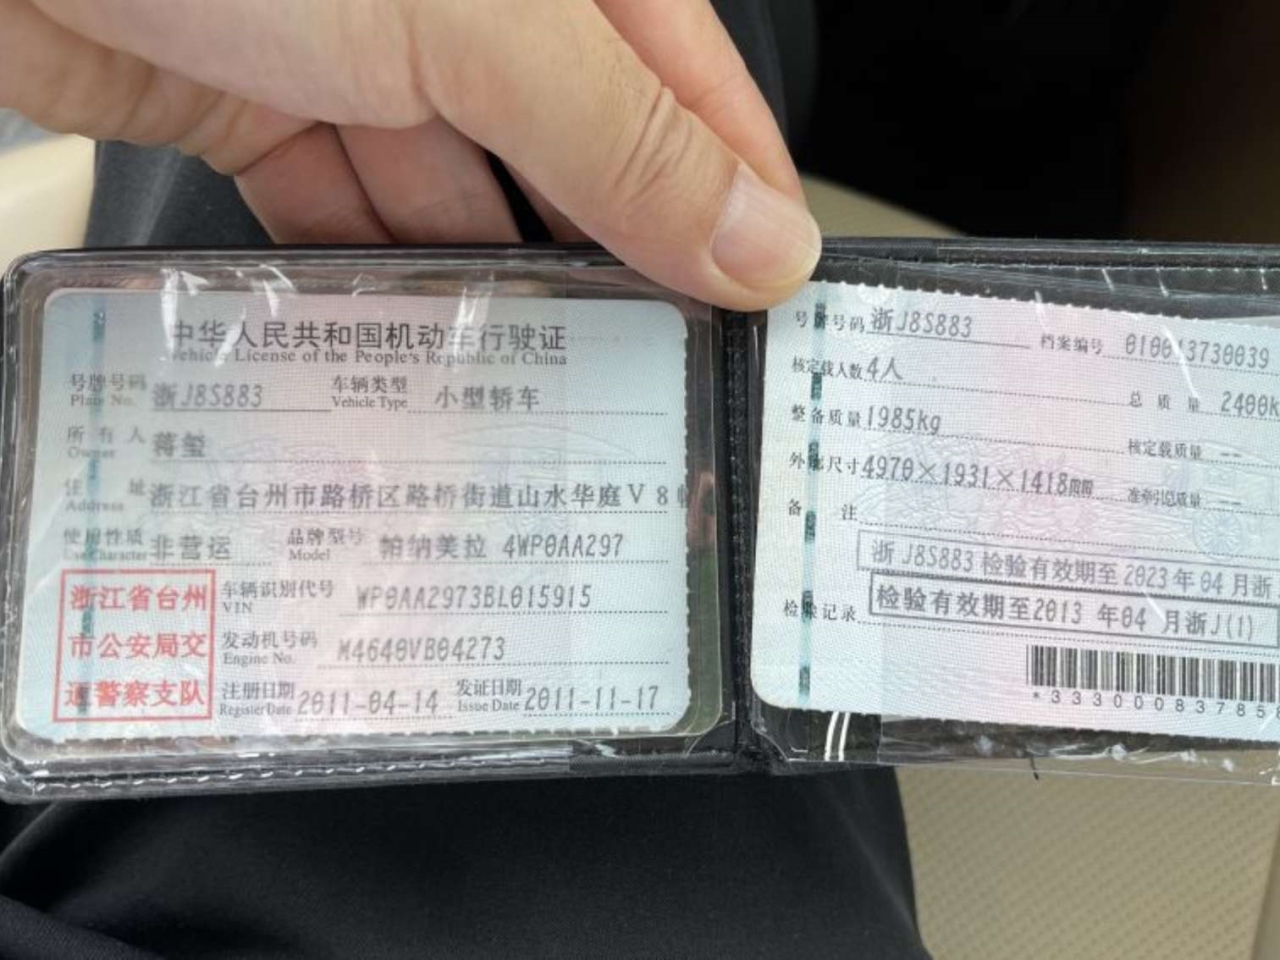 中华人民共和国机动车行驶证
Vehicle License of the People's Republic of China
号牌号码 浙J8S883 车辆类型 小型轿车
Plate No. Vehicle Type
所有人 蒋玺
Owner
住址 浙江省台州市路桥区路桥街道山水华庭V8
Address
使用性质 非营运 品牌型号 帕纳美拉 4WP0AA297
Use Character Model
浙江省台州
市公安局交
通警察支队
车辆识别代号 WP0AA2973BL015915
VIN
发动机号码 M4640VB04273
Engine No.
注册日期 2011-04-14 发证日期 2011-11-17
Register Date Issue Date
号牌号码 浙J8S883 档案编号 010013730039
核定载人数 4人 总质量 2400k
整备质量 1985kg 核定载质量 --
外廓尺寸 4970×1931×1418mm 准牵引总质量 --
备注
浙J8S883 检验有效期至2023年04月浙
检验记录 检验有效期至2013 年04 月浙J(1)
*33300083785